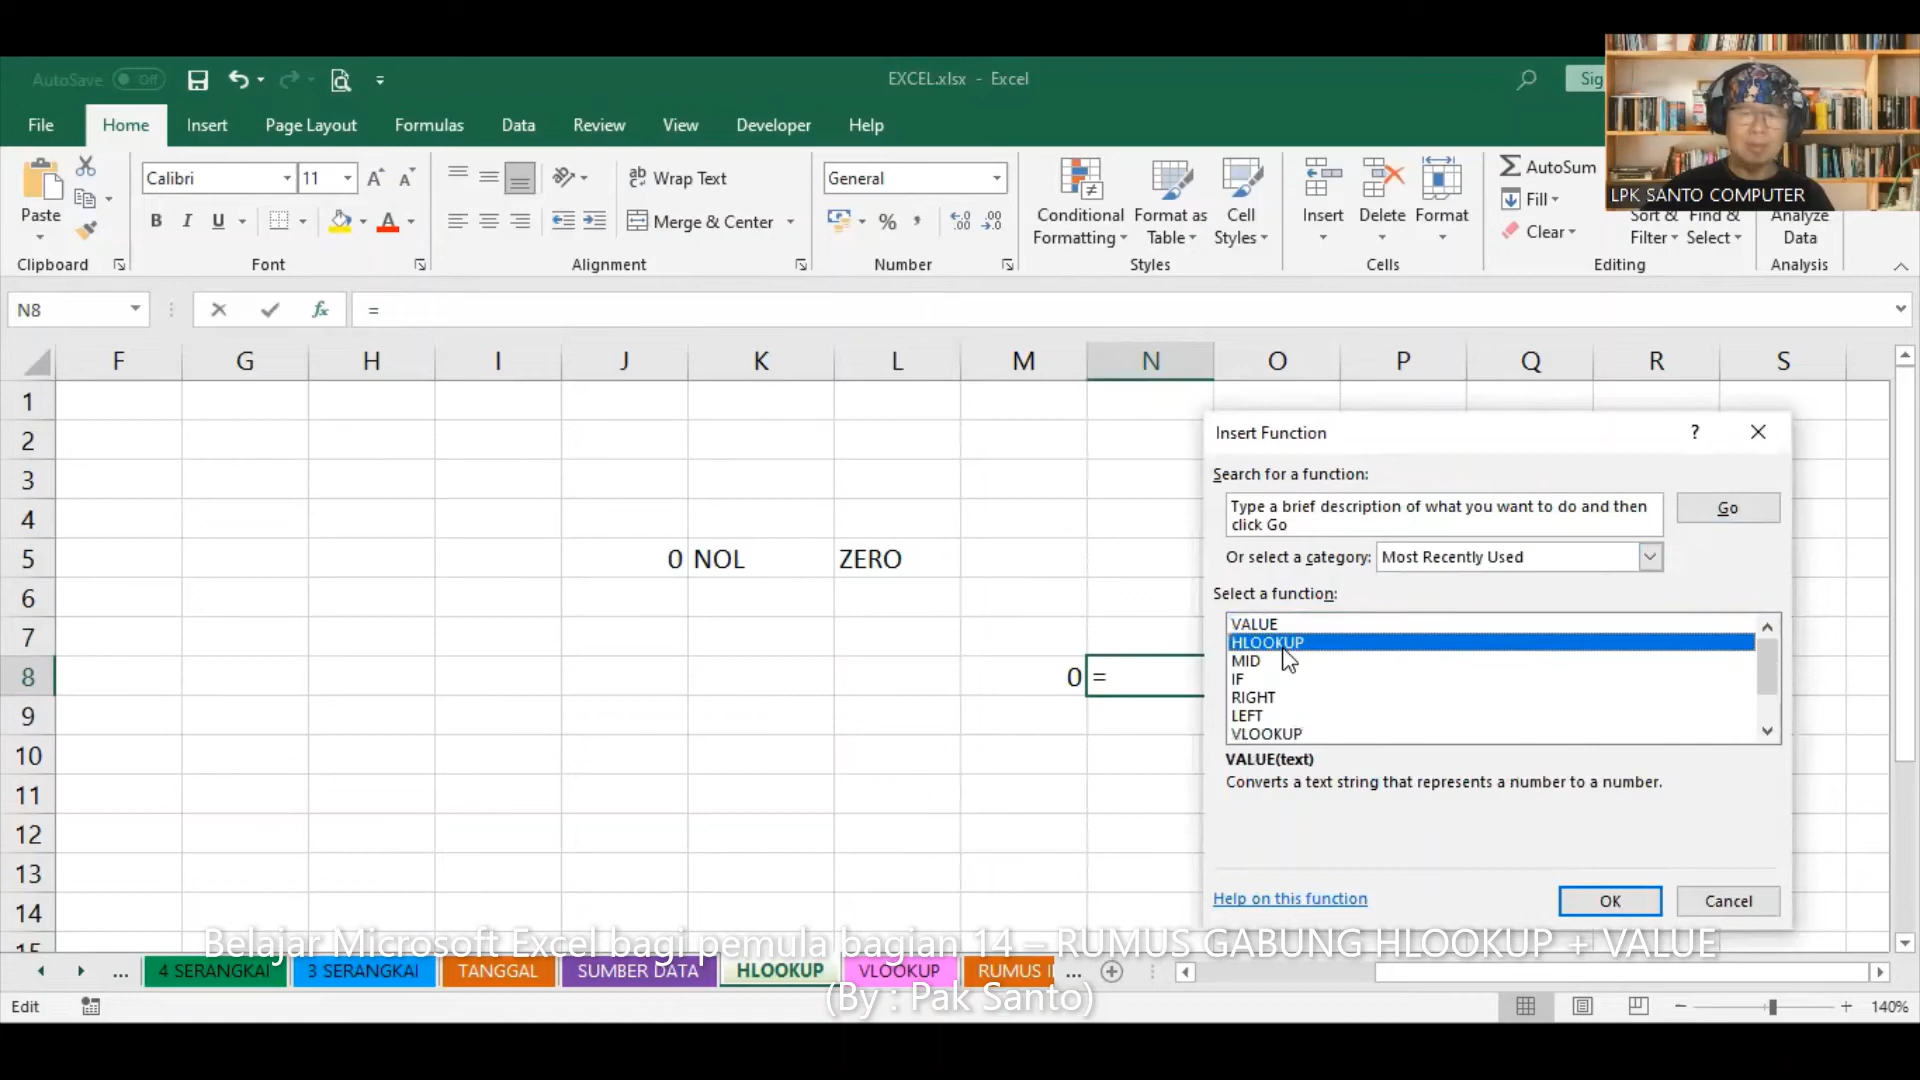 AutoSave Off
EXCEL.xlsx - Excel
Sig
LPK SANTO COMPUTER
File Home Insert Page Layout Formulas Data Review View Developer Help
Paste
Calibri 11
B I U A
ab Wrap Text
Merge & Center
General
%
Conditional Formatting
Format as Table
Cell Styles
Insert Delete Format
AutoSum
Fill
Clear
Sort & Filter
Find & Select
Analyze Data
Clipboard Font Alignment Number Styles Cells Editing Analysis
N8 fx =
F G H I J K L M N O P Q R S
1
2
3
4
5 0 NOL ZERO
6
7
8 0 =
9
10
11
12
13
14
15
Insert Function ?
Search for a function:
Type a brief description of what you want to do and then
click Go
Go
Or select a category: Most Recently Used
Select a function:
VALUE
HLOOKUP
MID
IF
RIGHT
LEFT
VLOOKUP
VALUE(text)
Converts a text string that represents a number to a number.
Help on this function OK Cancel
Belajar Microsoft Excel bagi pemula bagian 14 – RUMUS GABUNG HLOOKUP + VALUE
(By : Pak Santo)
... 4 SERANGKAI 3 SERANGKAI TANGGAL SUMBER DATA HLOOKUP VLOOKUP RUMUS I ...
Edit 140%